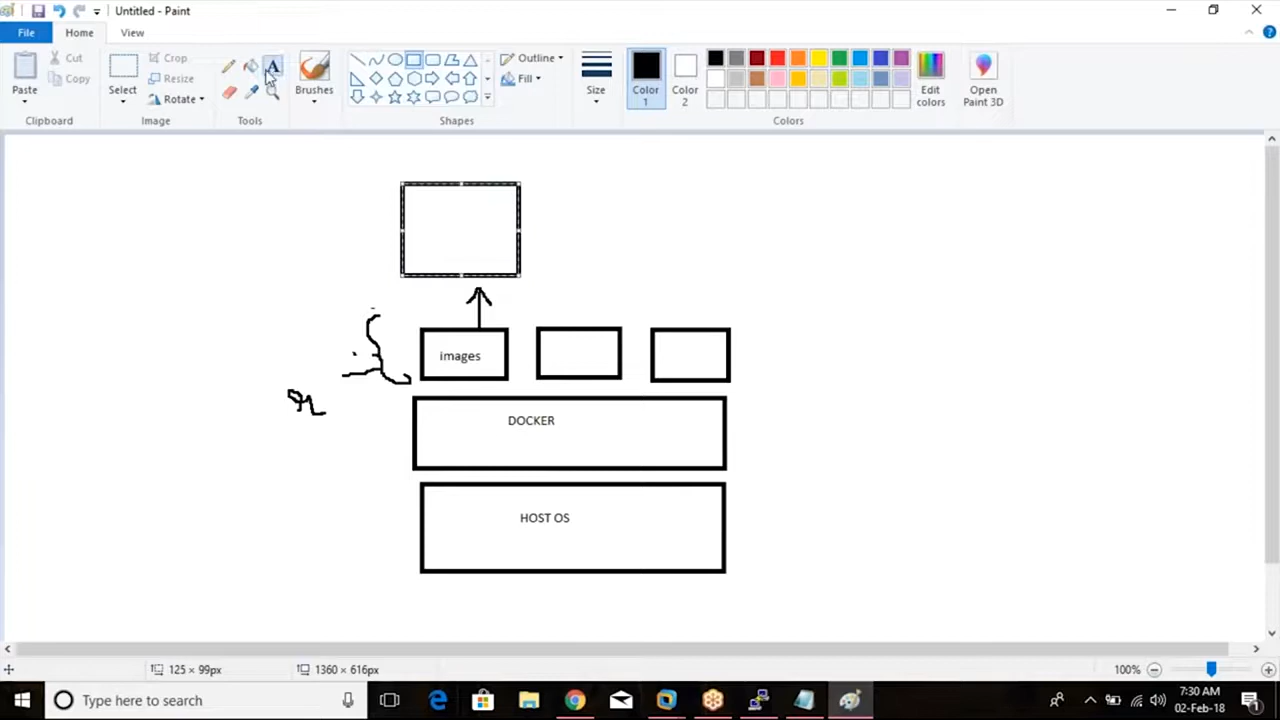 Untitled - Paint
File Home View
Paste
Cut
Copy
Clipboard
Select
Crop
Resize
Rotate
Image
A
Tools
Brushes
Outline
Fill
Shapes
Size
Color 1
Color 2
Edit colors
Open Paint 3D
Colors
images
DOCKER
HOST OS
125 × 99px
1360 × 616px
100%
Type here to search
7:30 AM
02-Feb-18